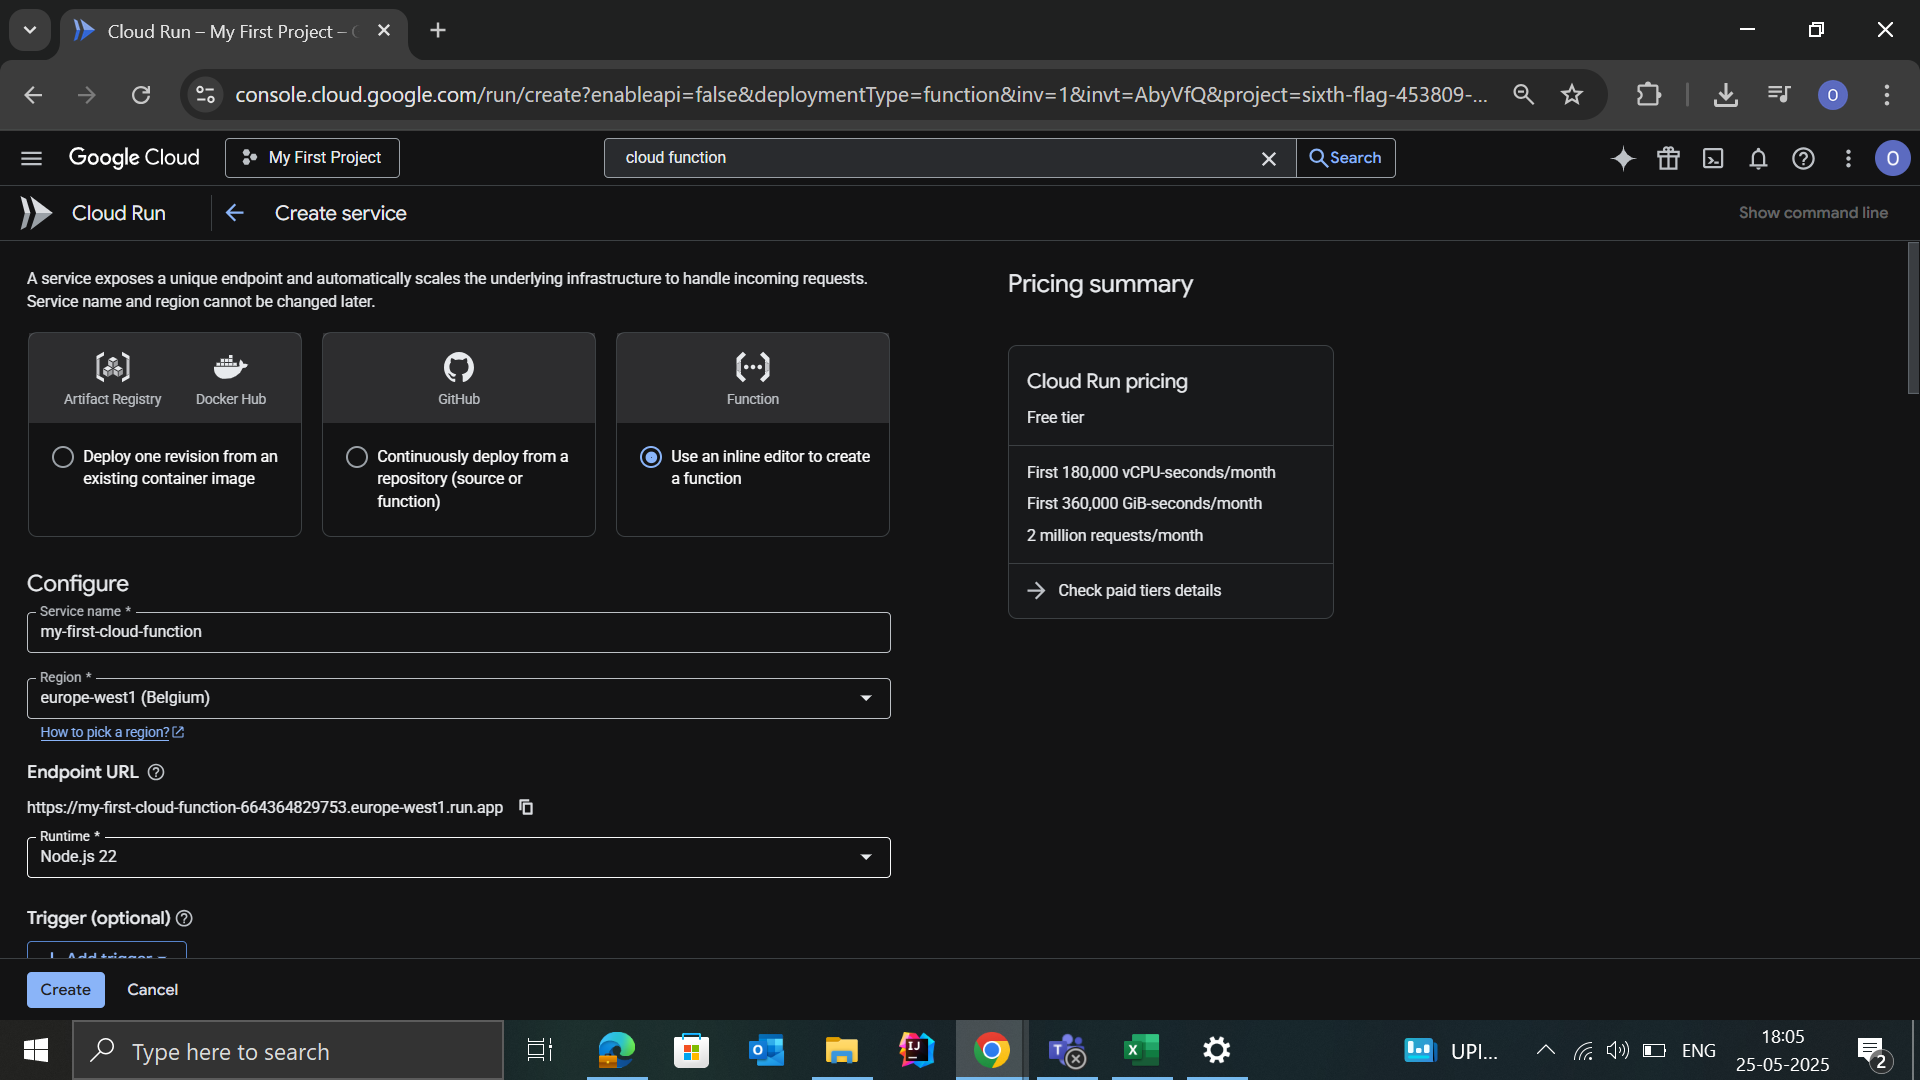 Cloud Run – My First Project –
console.cloud.google.com/run/create?enableapi=false&deploymentType=function&inv=1&invt=AbyVfQ&project=sixth-flag-453809-...
O
Google Cloud
My First Project
cloud function
Search
O
Cloud Run
Create service
Show command line
A service exposes a unique endpoint and automatically scales the underlying infrastructure to handle incoming requests.
Service name and region cannot be changed later.
Artifact Registry
Docker Hub
GitHub
Function
Deploy one revision from an
existing container image
Continuously deploy from a
repository (source or
function)
Use an inline editor to create
a function
Configure
Service name *
my-first-cloud-function
Region *
europe-west1 (Belgium)
How to pick a region?
Endpoint URL
https://my-first-cloud-function-664364829753.europe-west1.run.app
Runtime *
Node.js 22
Trigger (optional)
Add trigger
Create
Cancel
Pricing summary
Cloud Run pricing
Free tier
First 180,000 vCPU-seconds/month
First 360,000 GiB-seconds/month
2 million requests/month
Check paid tiers details
Type here to search
UPI...
ENG
18:05
25-05-2025
2